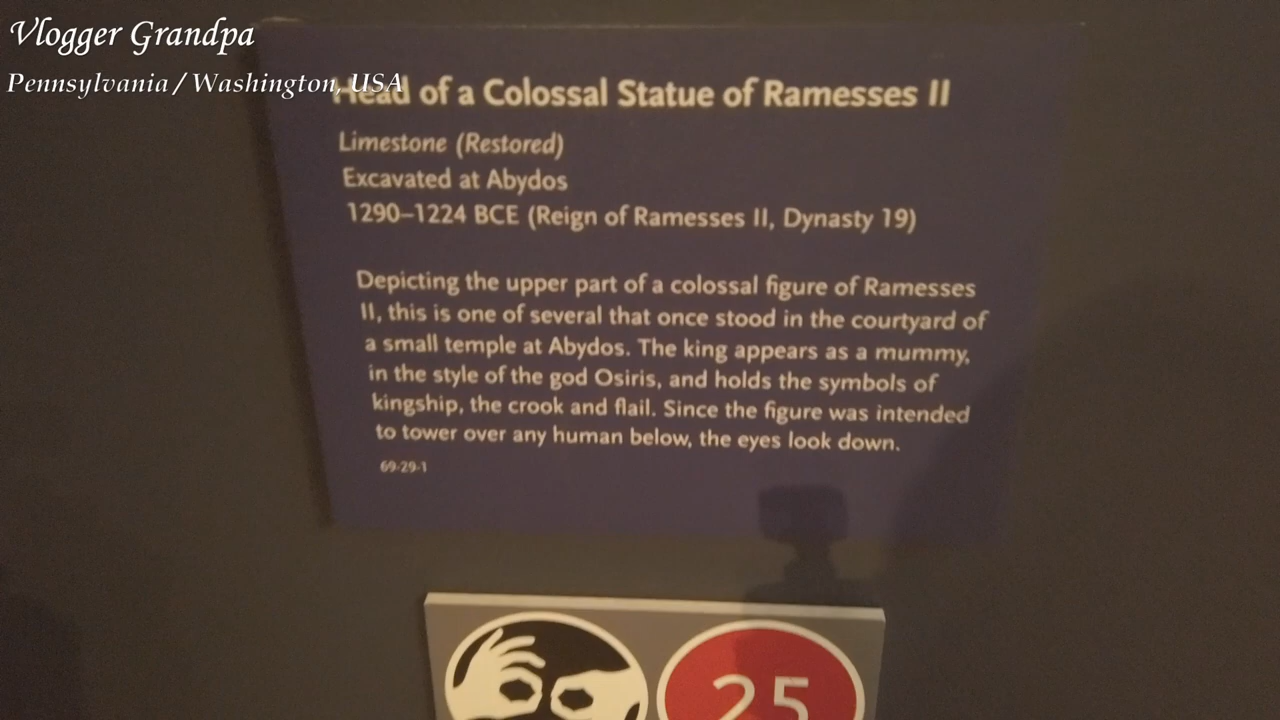 Vlogger Grandpa
Pennsylvania / Washington, USA
Head of a Colossal Statue of Ramesses II
Limestone (Restored)
Excavated at Abydos
1290–1224 BCE (Reign of Ramesses II, Dynasty 19)
Depicting the upper part of a colossal figure of Ramesses
II, this is one of several that once stood in the courtyard of
a small temple at Abydos. The king appears as a mummy,
in the style of the god Osiris, and holds the symbols of
kingship, the crook and flail. Since the figure was intended
to tower over any human below, the eyes look down.
69-29-1
25